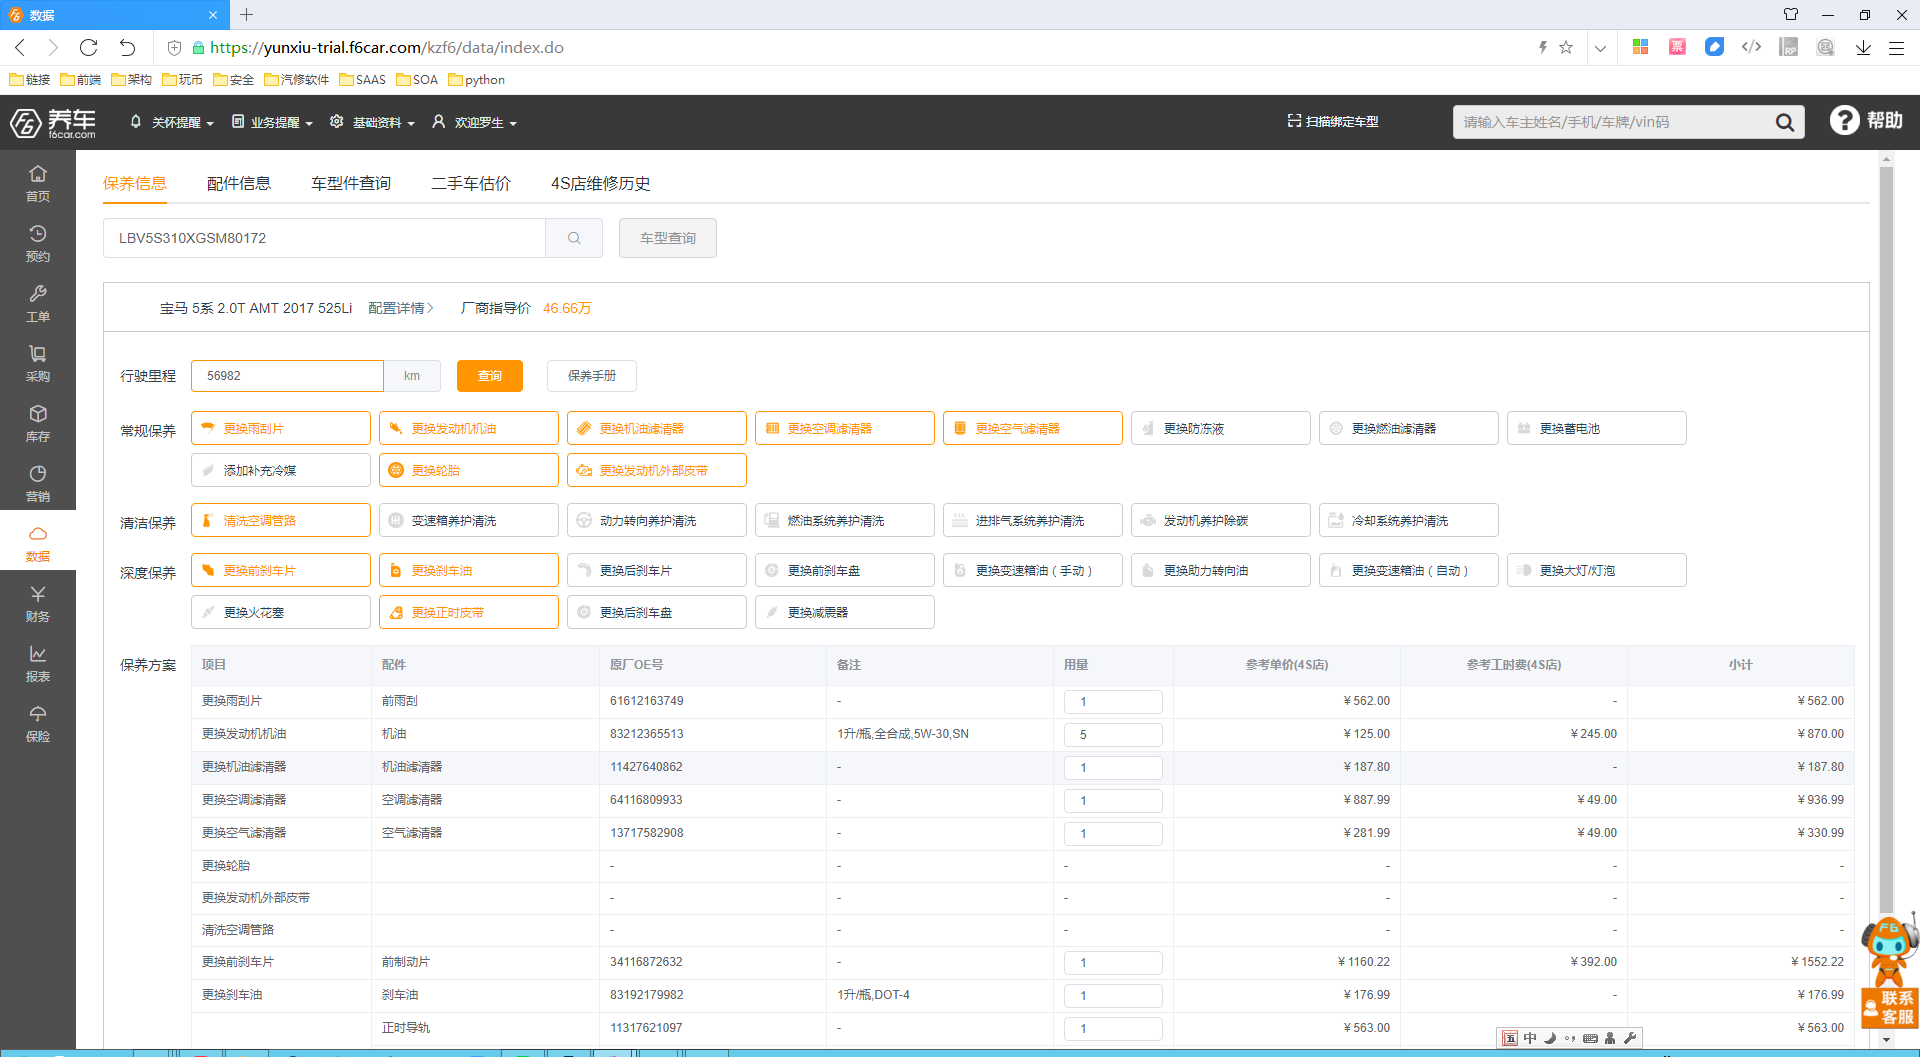 数据
https://yunxiu-trial.f6car.com/kzf6/data/index.do
链接 前端 架构 玩币 安全 汽修软件 SAAS SOA python
养车 f6car.com 关怀提醒 业务提醒 基础资料 欢迎罗生 扫描绑定车型 请输入车主姓名/手机/车牌/vin码 帮助
首页
预约
工单
采购
库存
营销
数据
财务
报表
保险
保养信息 配件信息 车型件查询 二手车估价 4S店维修历史
LBV5S310XGSM80172 车型查询
宝马 5系 2.0T AMT 2017 525Li 配置详情 厂商指导价 46.66万
行驶里程 56982 km 查询 保养手册
常规保养 更换雨刮片 更换发动机机油 更换机油滤清器 更换空调滤清器 更换空气滤清器 更换防冻液 更换燃油滤清器 更换蓄电池
添加补充冷媒 更换轮胎 更换发动机外部皮带
清洁保养 清洗空调管路 变速箱养护清洗 动力转向养护清洗 燃油系统养护清洗 进排气系统养护清洗 发动机养护除碳 冷却系统养护清洗
深度保养 更换前刹车片 更换刹车油 更换后刹车片 更换前刹车盘 更换变速箱油（手动） 更换助力转向油 更换变速箱油（自动） 更换大灯/灯泡
更换火花塞 更换正时皮带 更换后刹车盘 更换减震器
保养方案 项目 配件 原厂OE号 备注 用量 参考单价(4S店) 参考工时费(4S店) 小计
更换雨刮片 前雨刮 61612163749 - 1 ￥562.00 - ￥562.00
更换发动机机油 机油 83212365513 1升/瓶,全合成,5W-30,SN 5 ￥125.00 ￥245.00 ￥870.00
更换机油滤清器 机油滤清器 11427640862 - 1 ￥187.80 - ￥187.80
更换空调滤清器 空调滤清器 64116809933 - 1 ￥887.99 ￥49.00 ￥936.99
更换空气滤清器 空气滤清器 13717582908 - 1 ￥281.99 ￥49.00 ￥330.99
更换轮胎 - - - - - -
更换发动机外部皮带 - - - - - -
清洗空调管路 - - - - - -
更换前刹车片 前制动片 34116872632 - 1 ￥1160.22 ￥392.00 ￥1552.22
更换刹车油 刹车油 83192179982 1升/瓶,DOT-4 1 ￥176.99 - ￥176.99
正时导轨 11317621097 - 1 ￥563.00 - ￥563.00
F6
联系
客服
五 中